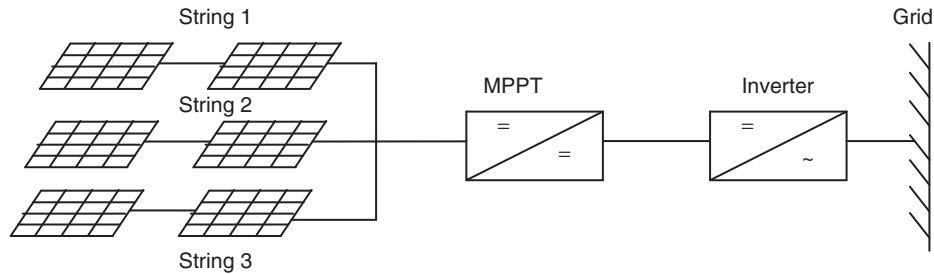 String 1
Grid
MPPT
Inverter
String 2
=
=
=
~
String 3